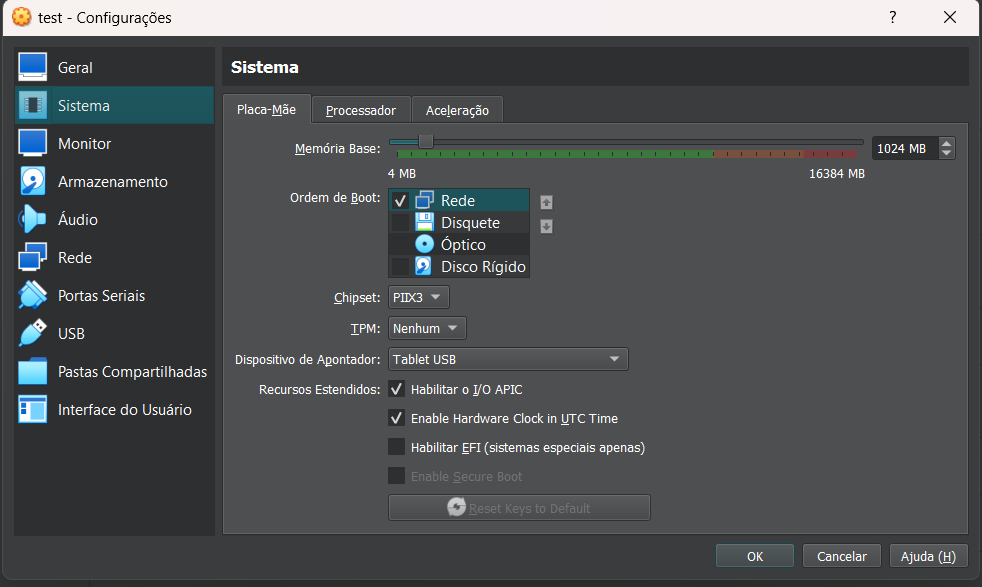 test - Configurações
?
Geral
Sistema
Monitor
Armazenamento
Áudio
Rede
Portas Seriais
USB
Pastas Compartilhadas
Interface do Usuário
Sistema
Placa-Mãe
Processador
Aceleração
Memória Base:
1024 MB
4 MB
16384 MB
Ordem de Boot:
Rede
Disquete
Óptico
Disco Rígido
Chipset:
PIIX3
TPM:
Nenhum
Dispositivo de Apontador:
Tablet USB
Recursos Estendidos:
Habilitar o I/O APIC
Enable Hardware Clock in UTC Time
Habilitar EFI (sistemas especiais apenas)
Enable Secure Boot
Reset Keys to Default
OK
Cancelar
Ajuda (H)